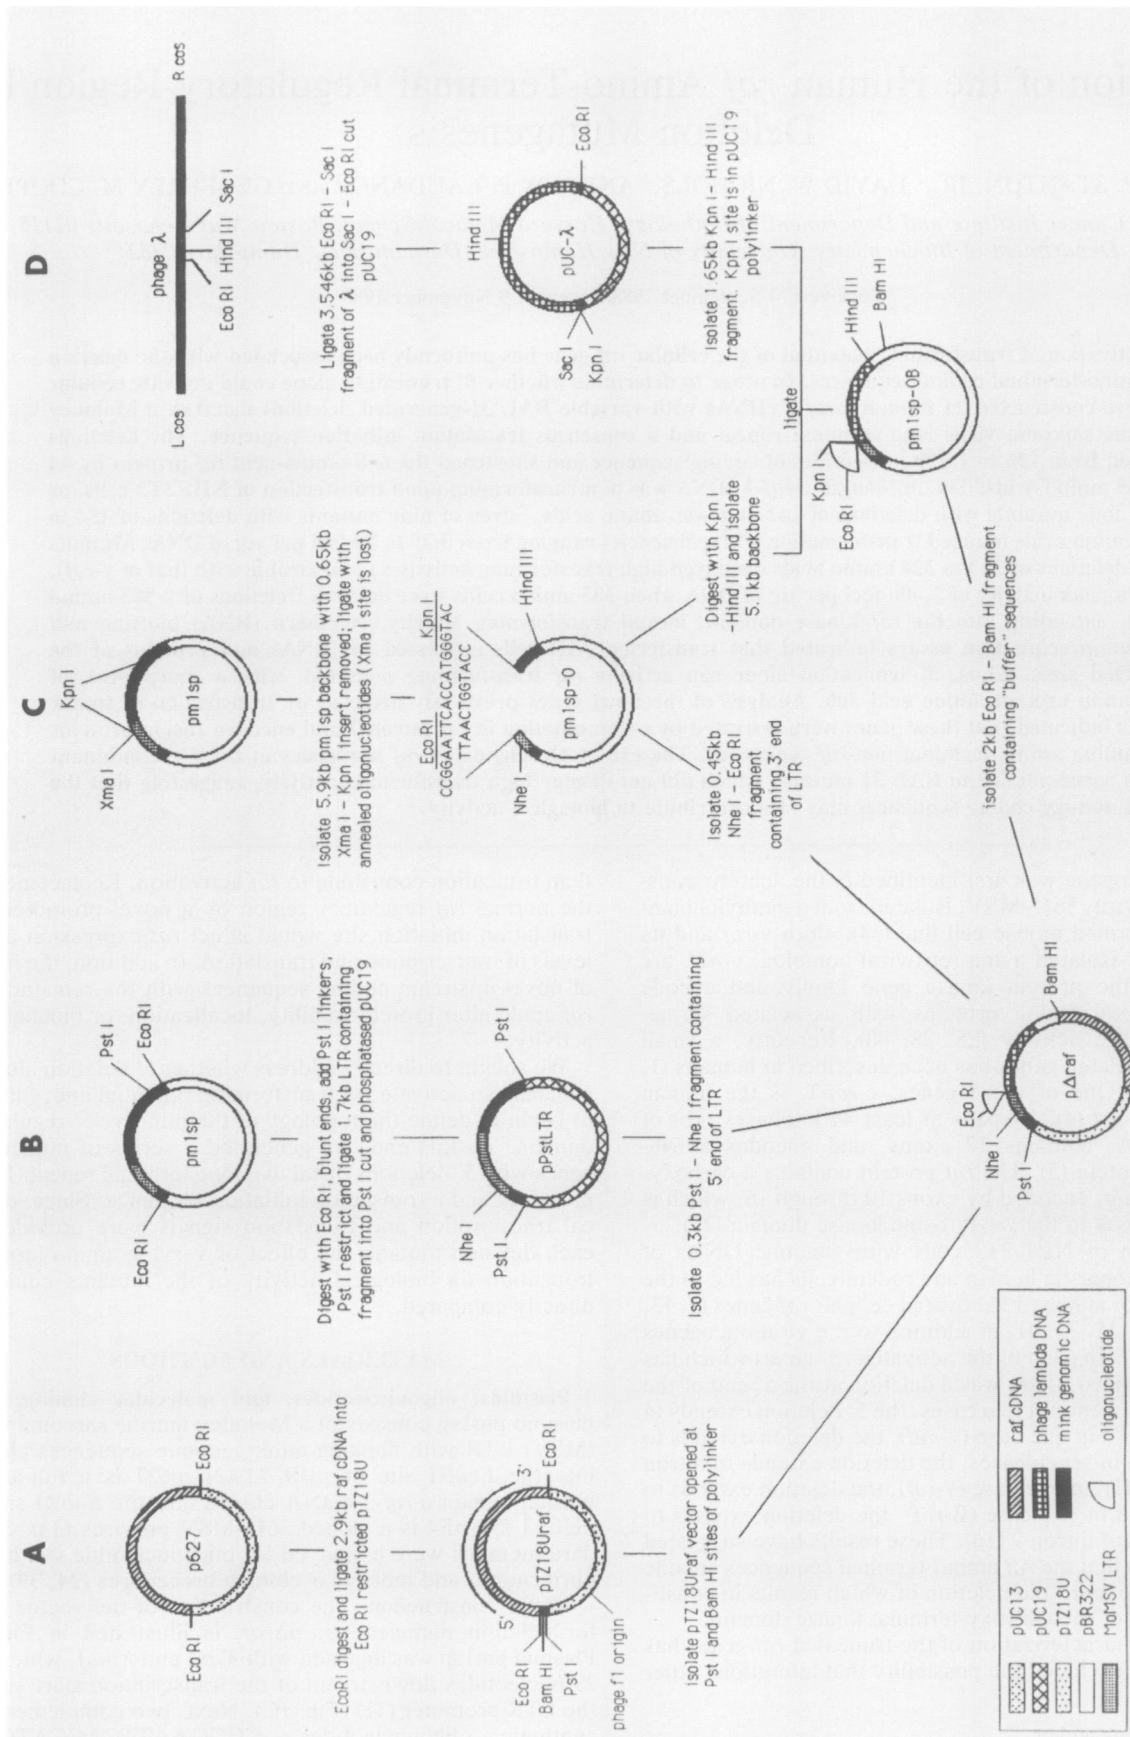 A
p627
Eco RI
Eco RI
EcoRI digest and ligate 2.9kb raf cDNA into
Eco RI restricted pTZ18U
5'
3'
Eco RI
Bam HI
Pst I
pTZ18Uraf
Eco RI
phage f1 origin
isolate pTZ18Uraf vector opened at
Pst I and Bam HI sites of polylinker
B
Pst I
Eco RI
Eco RI
pm1sp
Digest with Eco RI, blunt ends, add Pst I linkers,
Pst I restrict and ligate 1.7kb LTR containing
fragment into Pst I cut and phosphatased pUC19
Nhe I
Pst I
Pst I
pPstLTR
Isolate 0.3kb Pst I - Nhe I fragment containing
5' end of LTR
C
Xma I
Kpn I
pm1sp
Isolate 5.9kb pm1sp backbone with 0.65kb
Xma I - Kpn I insert removed; ligate with
annealed oligonucleotides (Xma I site is lost)
Eco RI
Kpn I
CCGGAATTCACCATGGGTAC
TTAACTGGTACC
Nhe I
Hind III
pm1sp-O
Isolate 0.45kb
Nhe I - Eco RI
fragment
containing 3' end
of LTR
Digest with Kpn I
-Hind III and isolate
5.1kb backbone
D
phage λ
L cos
R cos
Eco RI
Hind III
Sac I
Ligate 3.546kb Eco RI - Sac I
fragment of λ into Sac I - Eco RI cut
pUC19
Hind III
Sac I
Kpn I
Eco RI
pUC-λ
Isolate 1.65kb Kpn I - Hind III
fragment. Kpn I site is in pUC19
polylinker
ligate
Eco RI
Kpn I
Hind III
Bam HI
pm1sp-OB
isolate 2kb Eco RI - Bam HI fragment
containing "buffer" sequences
Pst I
Nhe I
Eco RI
Bam HI
pΔraf
pUC13
pUC19
pTZ18U
pBR322
MoMSV LTR
raf cDNA
phage lambda DNA
mink genomic DNA
oligonucleotide